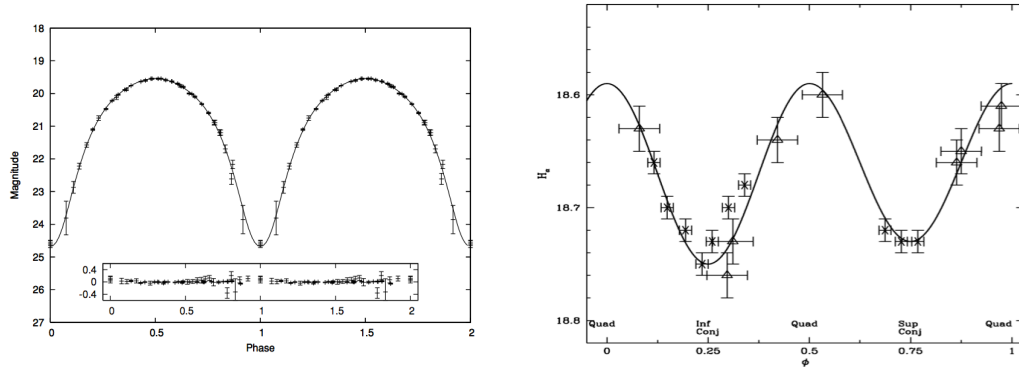 18
19
20
21
22
23
24
25
26
27
Magnitude
0.4
0
-0.4
0 0.5 1 1.5 2
0 0.5 1 1.5 2
Phase
18.6
18.7
18.8
Hα
Quad Inf Conj Quad Sup Conj Quad
0 0.25 0.5 0.75 1
ϕ